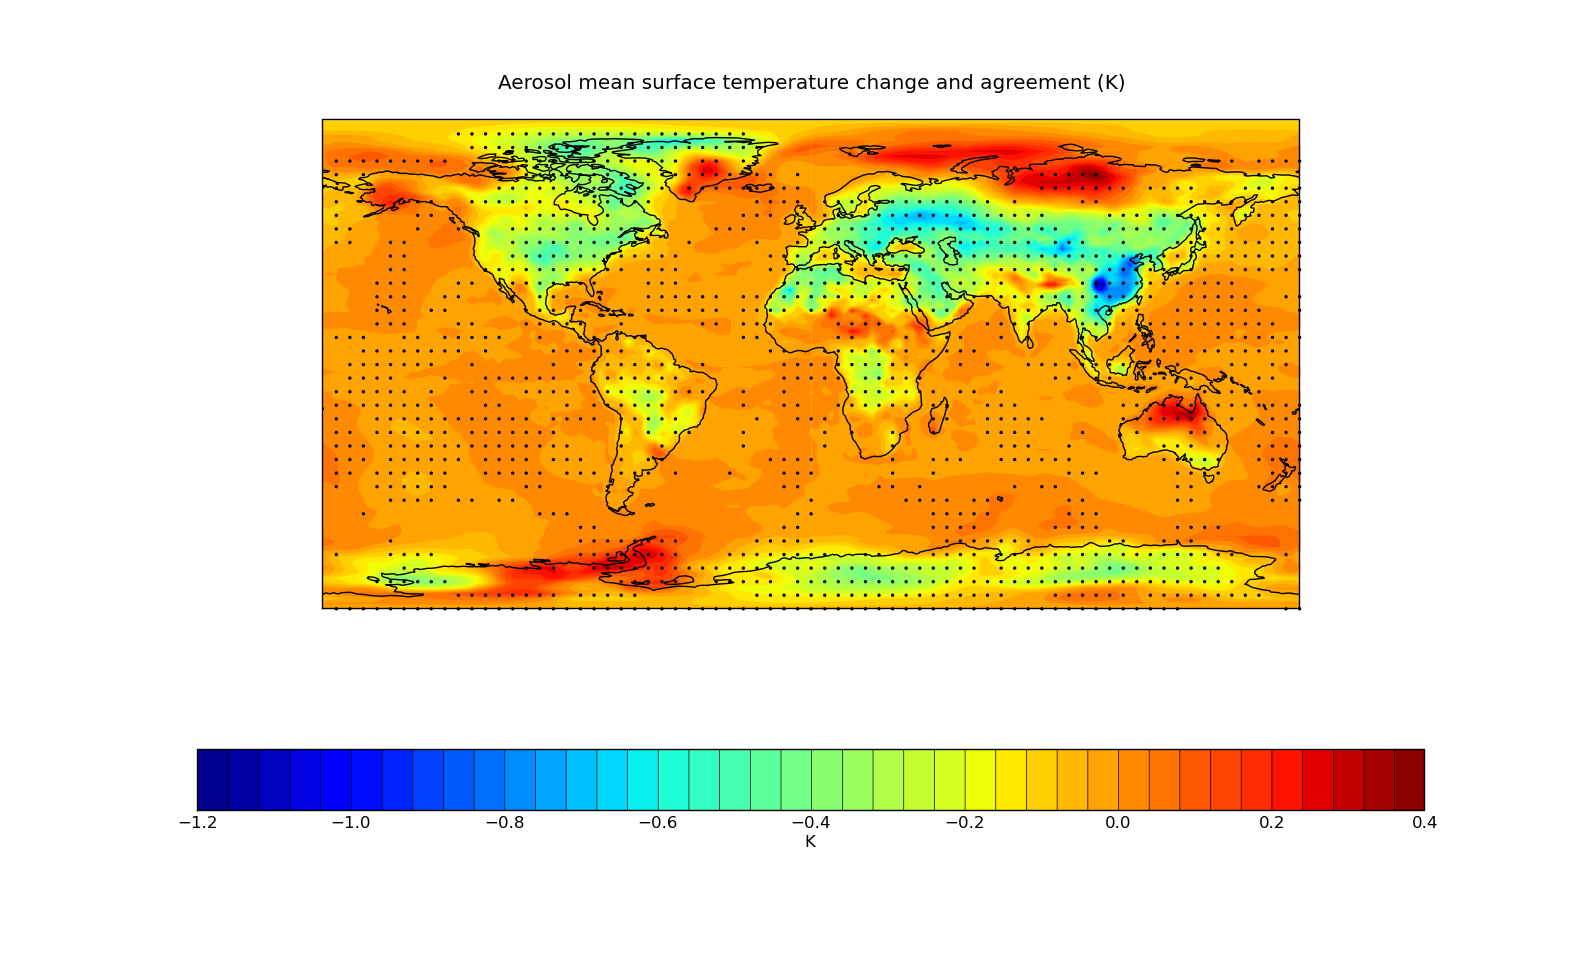 Aerosol mean surface temperature change and agreement (K)
−1.2 −1.0 −0.8 −0.6 −0.4 −0.2 0.0 0.2 0.4
K